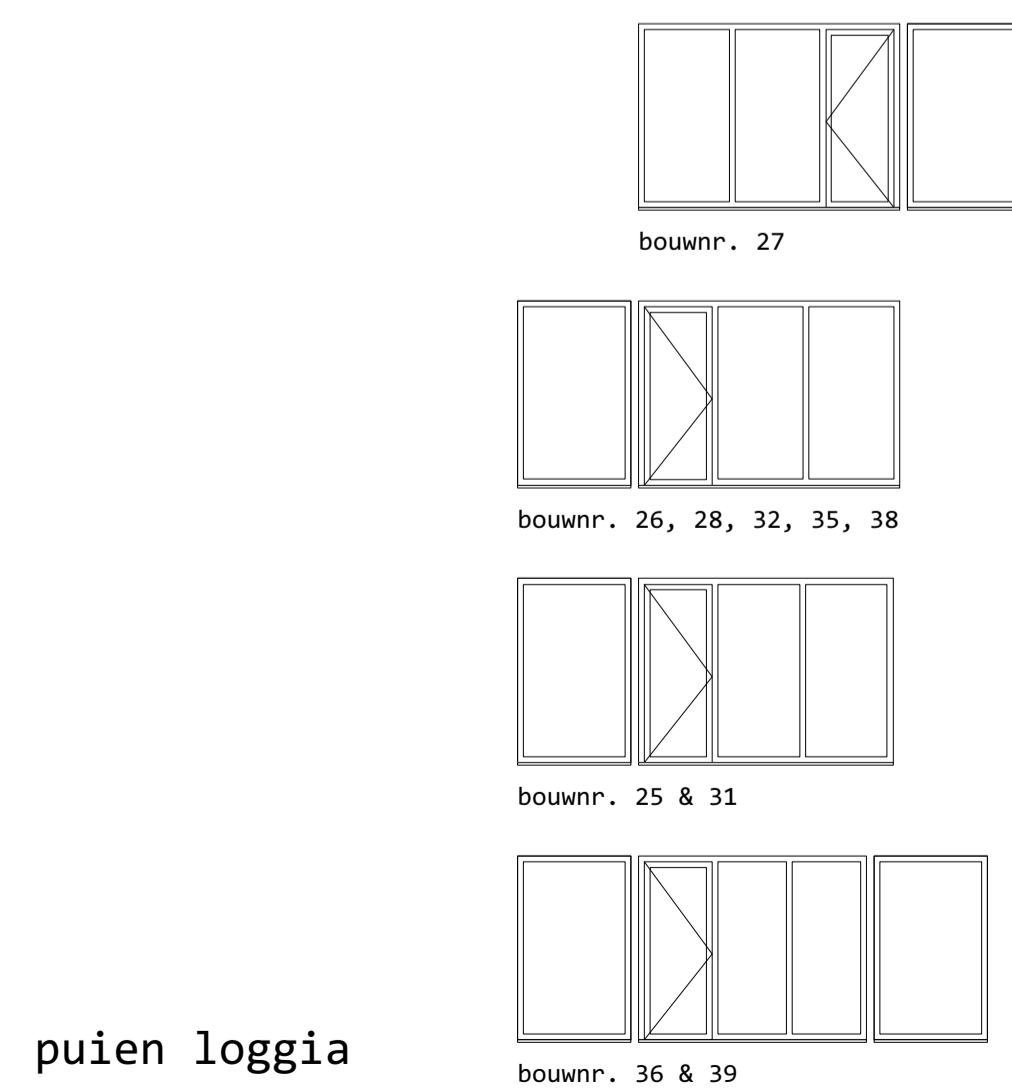 bouwnr. 27
bouwnr. 26, 28, 32, 35, 38
bouwnr. 25 & 31
puien loggia
bouwnr. 36 & 39